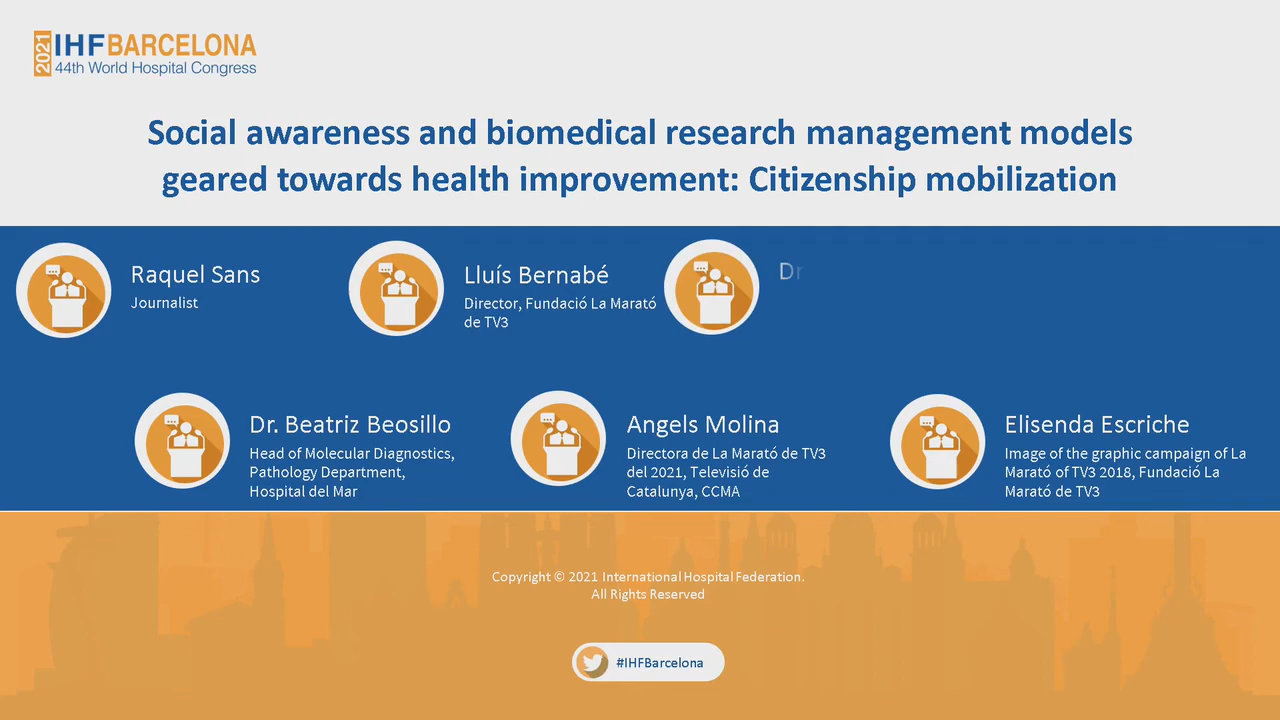 2021 IHFBARCELONA
44th World Hospital Congress
Social awareness and biomedical research management models
geared towards health improvement: Citizenship mobilization
Raquel Sans
Journalist
Lluís Bernabé
Director, Fundació La Marató
de TV3
Dr
Dr. Beatriz Beosillo
Head of Molecular Diagnostics,
Pathology Department,
Hospital del Mar
Angels Molina
Directora de La Marató de TV3
del 2021, Televisió de
Catalunya, CCMA
Elisenda Escriche
Image of the graphic campaign of La
Marató of TV3 2018, Fundació La
Marató de TV3
Copyright © 2021 International Hospital Federation.
All Rights Reserved
#IHFBarcelona